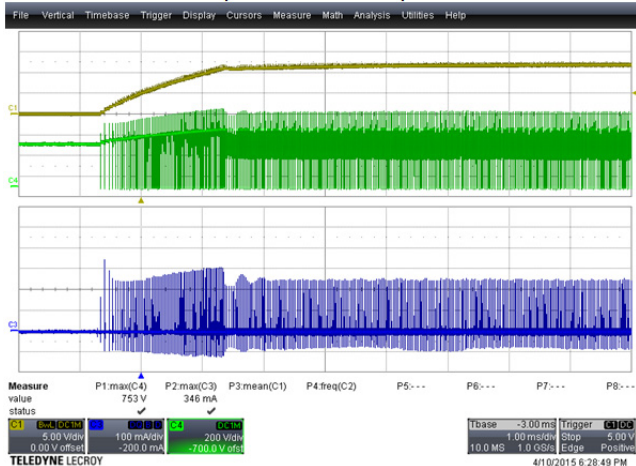 File Vertical Timebase Trigger Display Cursors Measure Math Analysis Utilities Help
C1
C4
C3
Measure P1:max(C4) P2:max(C3) P3:mean(C1) P4:freq(C2) P5:- - - P6:- - - P7:- - - P8:- - -
value 753 V 346 mA
status
C1 BwL DC1M C4 DC1M Tbase -3.00 ms Trigger C1 DC
5.00 V/div 100 mA/div 200 V/div 1.00 ms/div Stop 5.00 V
0.00 V offset -200.0 mA -700.0 V ofst 10.0 MS 1.0 GS/s Edge Positive
TELEDYNE LECROY 4/10/2015 6:28:49 PM